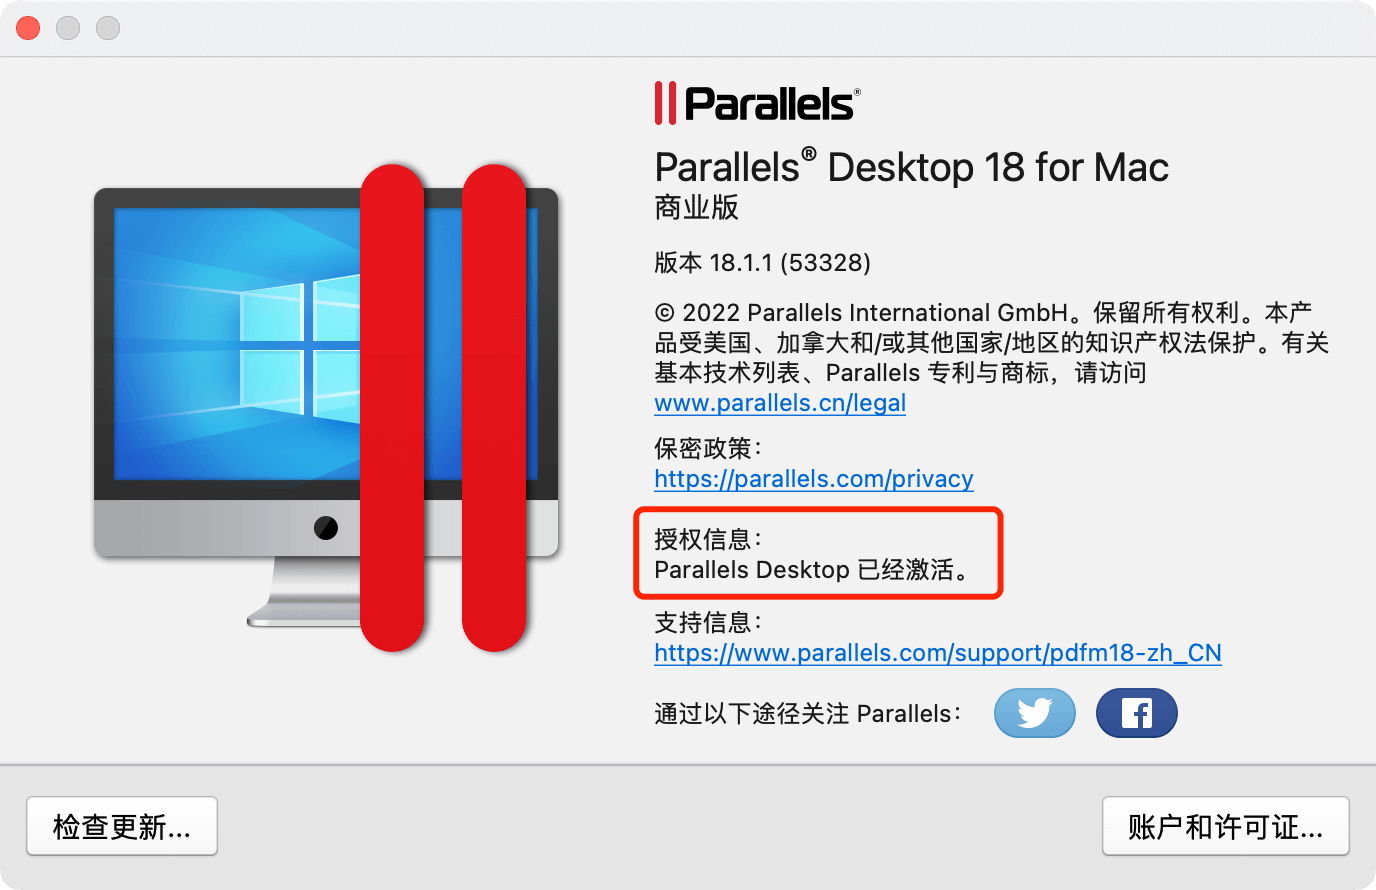 Parallels®
Parallels® Desktop 18 for Mac
商业版
版本 18.1.1 (53328)
© 2022 Parallels International GmbH。保留所有权利。本产
品受美国、加拿大和/或其他国家/地区的知识产权法保护。有关
基本技术列表、Parallels 专利与商标，请访问
www.parallels.cn/legal
保密政策：
https://parallels.com/privacy
授权信息：
Parallels Desktop 已经激活。
支持信息：
https://www.parallels.com/support/pdfm18-zh_CN
通过以下途径关注 Parallels：
检查更新...
账户和许可证...